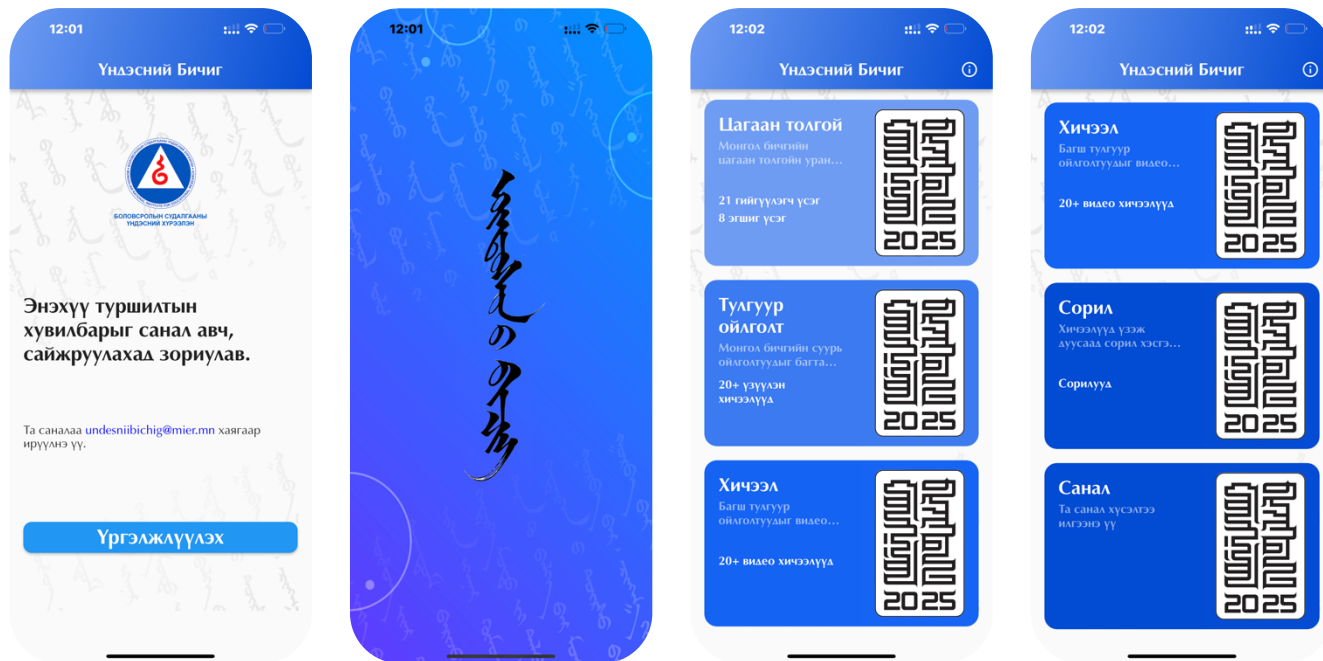 12:01
Үндэсний Бичиг
БОЛОВСРОЛЫН СУДАЛГААНЫ
ҮНДЭСНИЙ ХҮРЭЭЛЭН
Энэхүү туршилтын
хувилбарыг санал авч,
сайжруулахад зориулав.
Та саналаа undesniibichig@mier.mn хаягаар
ирүүлнэ үү.
Үргэлжлүүлэх
12:01
12:02
Үндэсний Бичиг
Цагаан толгой
Монгол бичгийн
цагаан толгойн уран...
21 гийгүүлэгч үсэг
8 эгшиг үсэг
2025
Тулгуур
ойлголт
Монгол бичгийн суурь
ойлголтуудыг багта...
20+ үзүүлэн
хичээлүүд
2025
Хичээл
Багш тулгуур
ойлголтуудыг видео...
20+ видео хичээлүүд
2025
12:02
Үндэсний Бичиг
Хичээл
Багш тулгуур
ойлголтуудыг видео...
20+ видео хичээлүүд
2025
Сорил
Хичээлүүд үзэж
дуусаад сорил хэсгэ...
Сорилууд
2025
Санал
Та санал хүсэлтээ
илгээнэ үү
2025